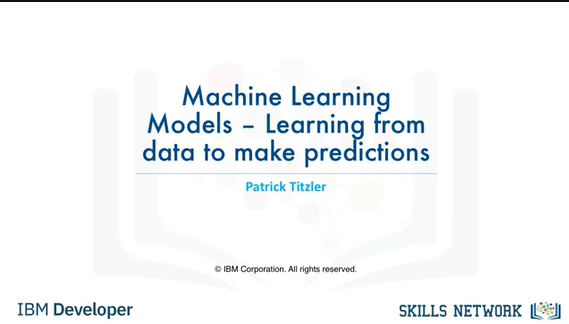 Machine Learning
Models – Learning from
data to make predictions
Patrick Titzler
© IBM Corporation. All rights reserved.
IBM Developer
SKILLS NETWORK